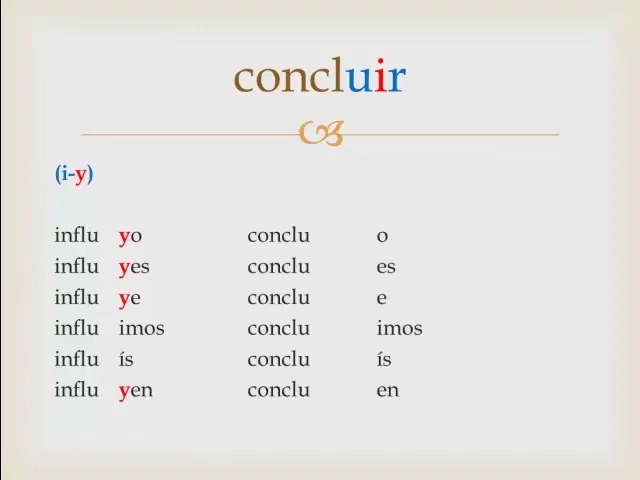 concluir
(i-y)
influ yo conclu o
influ yes conclu es
influ ye conclu e
influ imos conclu imos
influ ís conclu ís
influ yen conclu en